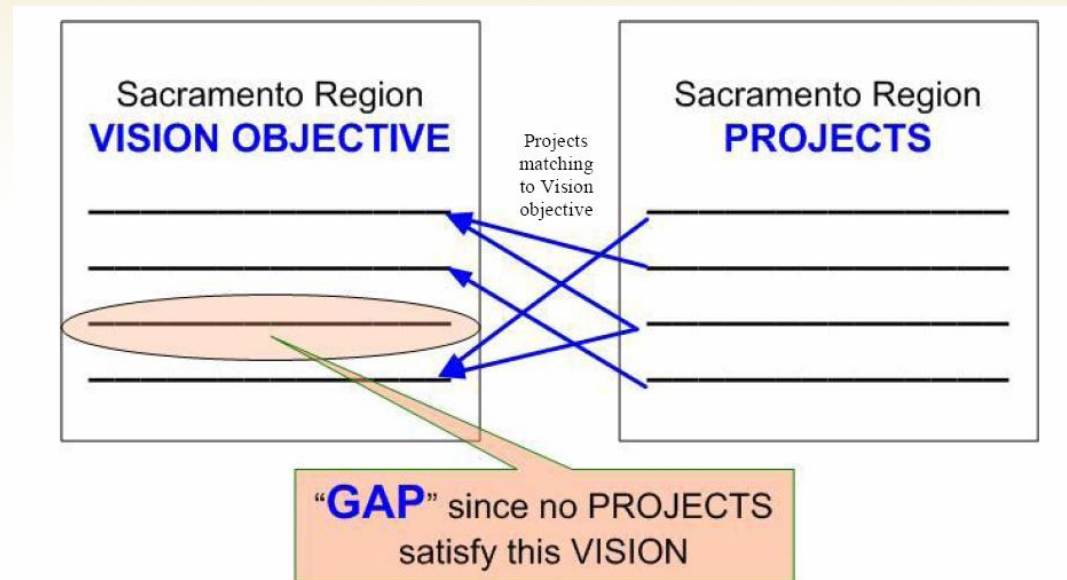 Sacramento Region
VISION OBJECTIVE
Projects
matching
to Vision
objective
Sacramento Region
PROJECTS
“GAP” since no PROJECTS
satisfy this VISION